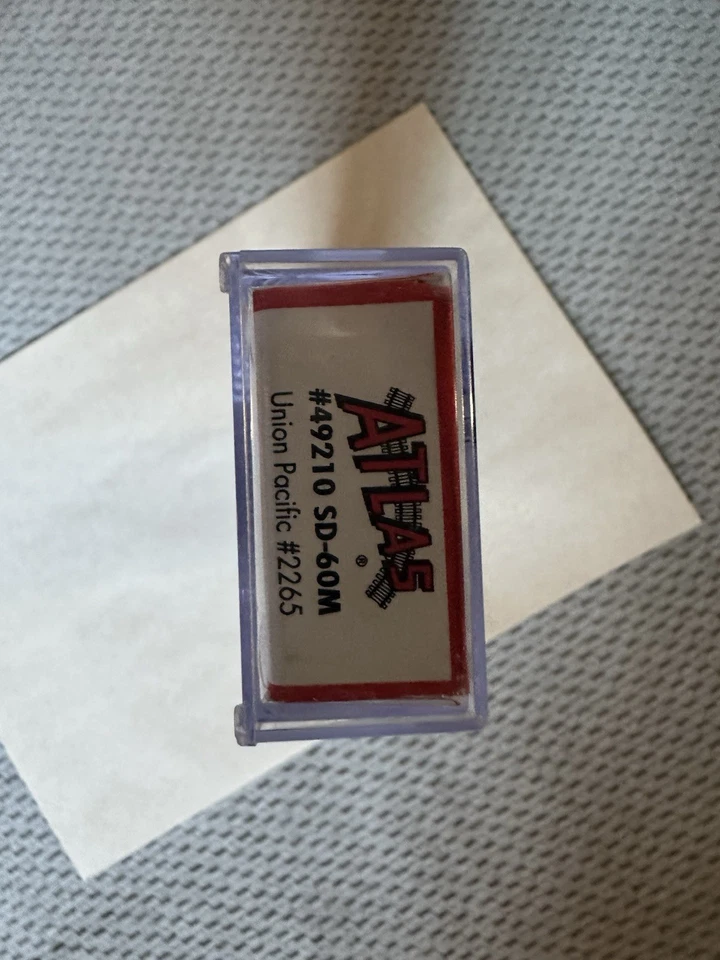 ATLAS®
#49210 SD-60M
Union Pacific #2265